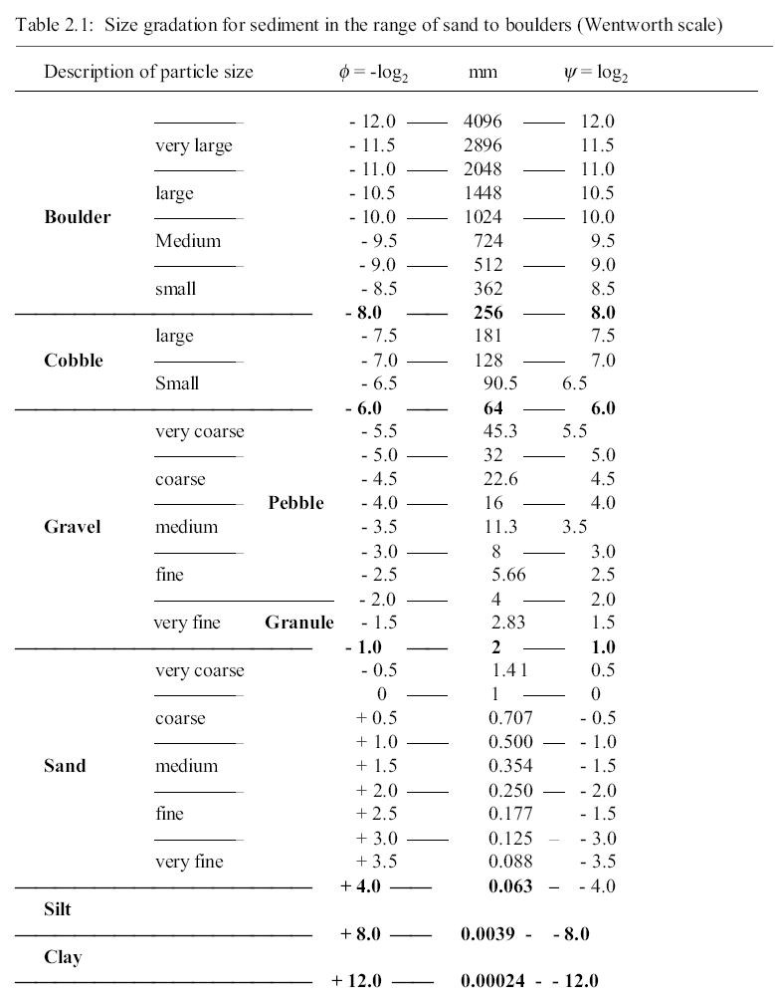 Table 2.1: Size gradation for sediment in the range of sand to boulders (Wentworth scale)
Description of particle size ϕ = -log₂ mm ψ = log₂
- 12.0 4096 12.0
very large - 11.5 2896 11.5
- 11.0 2048 11.0
large - 10.5 1448 10.5
Boulder - 10.0 1024 10.0
Medium - 9.5 724 9.5
- 9.0 512 9.0
small - 8.5 362 8.5
- 8.0 256 8.0
large - 7.5 181 7.5
Cobble - 7.0 128 7.0
Small - 6.5 90.5 6.5
- 6.0 64 6.0
very coarse - 5.5 45.3 5.5
- 5.0 32 5.0
coarse - 4.5 22.6 4.5
Pebble - 4.0 16 4.0
Gravel medium - 3.5 11.3 3.5
- 3.0 8 3.0
fine - 2.5 5.66 2.5
- 2.0 4 2.0
very fine Granule - 1.5 2.83 1.5
- 1.0 2 1.0
very coarse - 0.5 1.41 0.5
0 1 0
coarse + 0.5 0.707 - 0.5
+ 1.0 0.500 - 1.0
Sand medium + 1.5 0.354 - 1.5
+ 2.0 0.250 - 2.0
fine + 2.5 0.177 - 1.5
+ 3.0 0.125 - 3.0
very fine + 3.5 0.088 - 3.5
+ 4.0 0.063 - 4.0
Silt
+ 8.0 0.0039 - 8.0
Clay
+ 12.0 0.00024 - 12.0